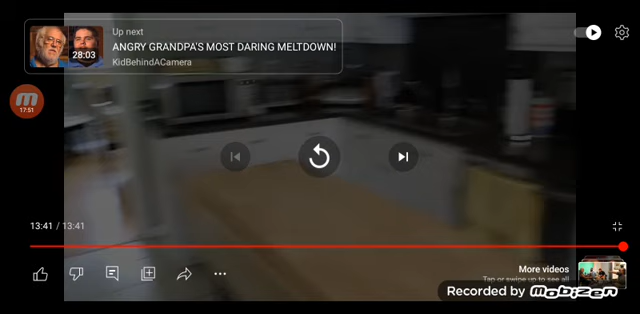 Up next
ANGRY GRANDPA'S MOST DARING MELTDOWN!
28:03
KidBehindACamera
17:51
13:41 / 13:41
More videos
Tap or swipe up to see all
Recorded by mobizen